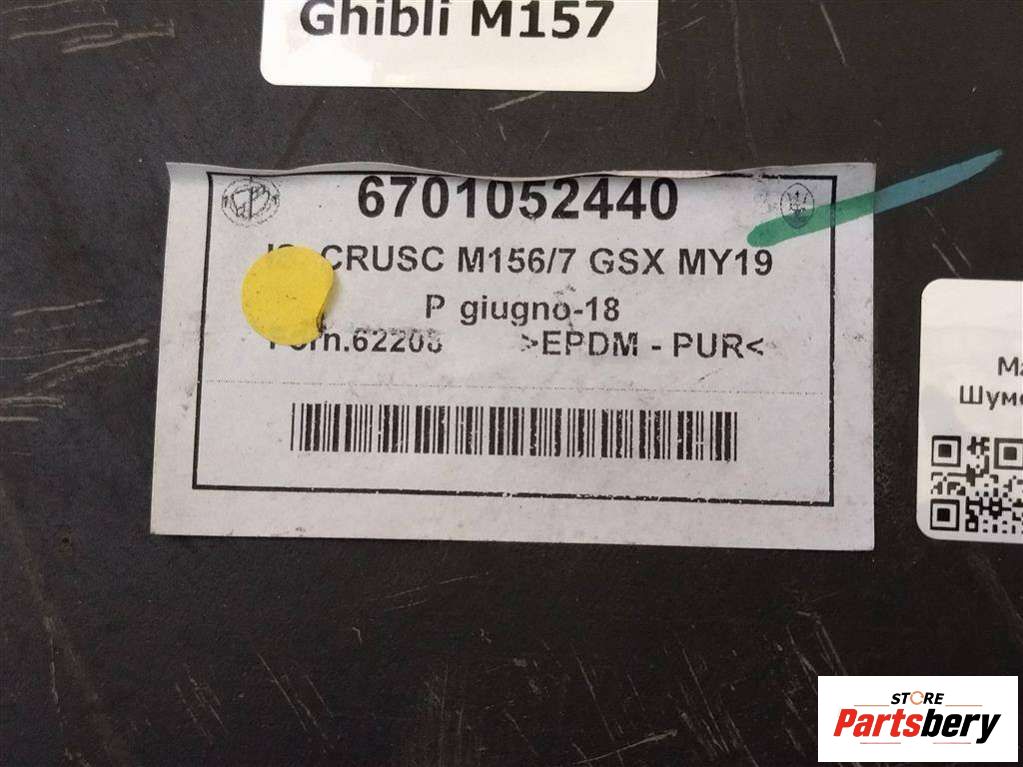 Ghibli M157
6701052440
CRUSC M156/7 GSX MY19
P giugno-18
>EPDM - PUR<
STORE
Partsbery